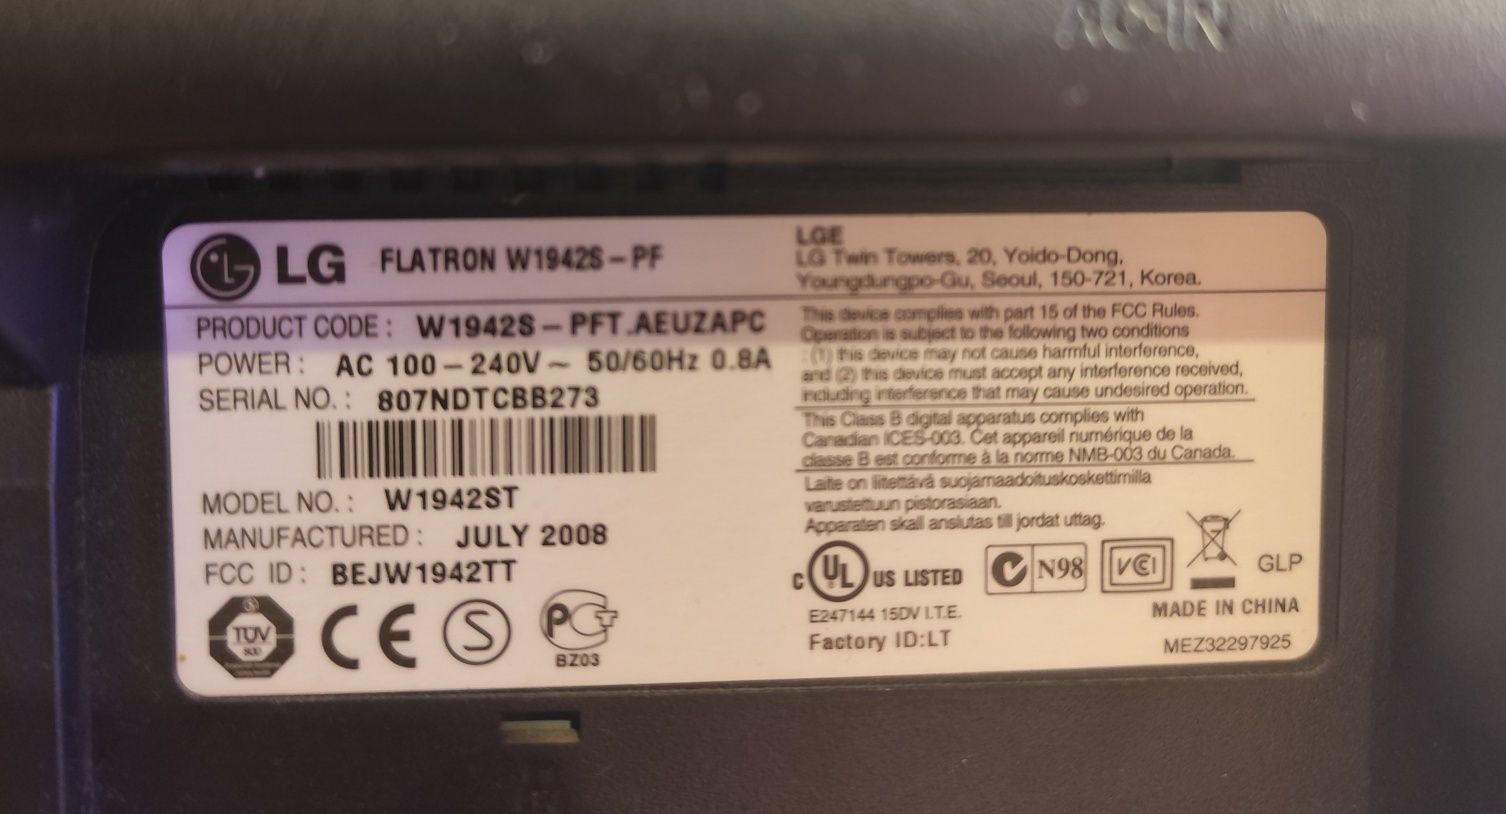 AC-IN
LG FLATRON W1942S-PF
PRODUCT CODE: W1942S-PFT.AEUZAPC
POWER: AC 100-240V~ 50/60Hz 0.8A
SERIAL NO.: 807NDTCBB273
MODEL NO.: W1942ST
MANUFACTURED: JULY 2008
FCC ID: BEJW1942TT
TÜV
SÜD
CE
S
PCT
BZ03
LGE
LG Twin Towers, 20, Yoido-Dong,
Youngdungpo-Gu, Seoul, 150-721, Korea.
This device complies with part 15 of the FCC Rules.
Operation is subject to the following two conditions
: (1) this device may not cause harmful interference,
and (2) this device must accept any interference received,
including interference that may cause undesired operation.
This Class B digital apparatus complies with
Canadian ICES-003. Cet appareil numérique de la
classe B est conforme à la norme NMB-003 du Canada.
Laite on liitettävä suojamaadoituskoskettimilla
varustettuun pistorasiaan.
Apparaten skall anslutas till jordat uttag.
C UL US LISTED N98 VCI GLP
E247144 15DV I.T.E. MADE IN CHINA
Factory ID:LT MEZ32297925